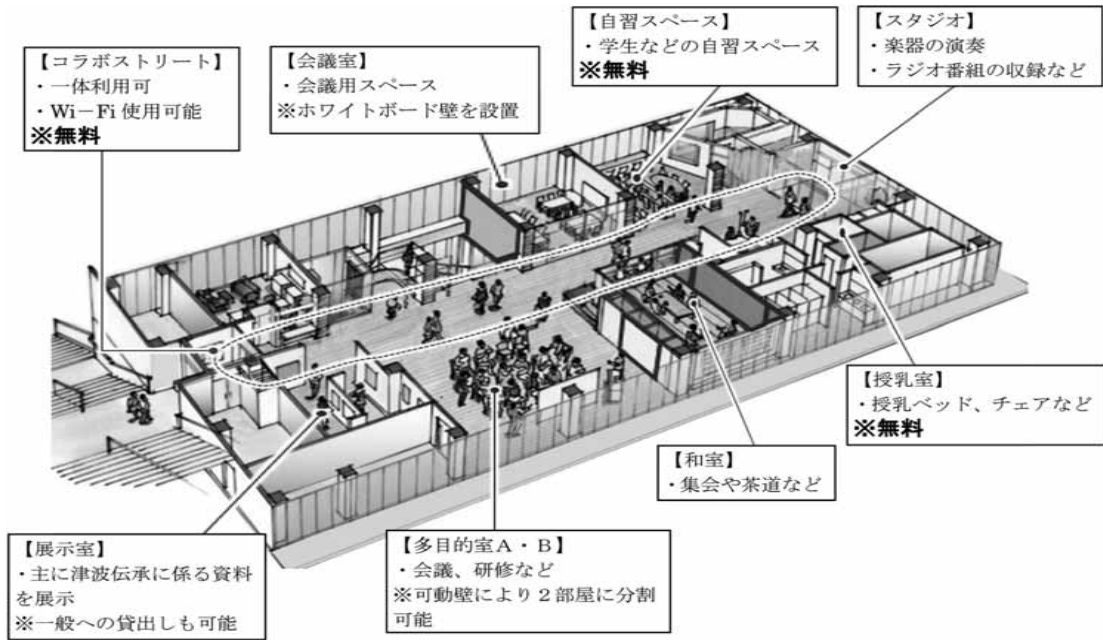 【コラボストリート】
・一体利用可
・Wi－Fi 使用可能
※無料
【会議室】
・会議用スペース
※ホワイトボード壁を設置
【自習スペース】
・学生などの自習スペース
※無料
【スタジオ】
・楽器の演奏
・ラジオ番組の収録など
【授乳室】
・授乳ベッド、チェアなど
※無料
【和室】
・集会や茶道など
【展示室】
・主に津波伝承に係る資料
を展示
※一般への貸出しも可能
【多目的室Ａ・Ｂ】
・会議、研修など
※可動壁により２部屋に分割
可能